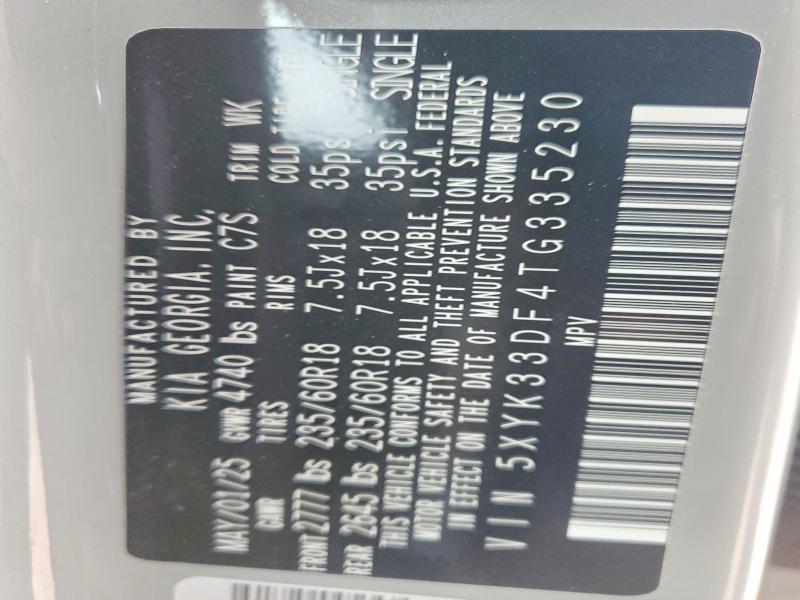 MANUFACTURED BY
KIA GEORGIA, INC,
MAY/01/25 GVWR 4740 lbs PAINT C7S TRIM WK
GAWR TIRES RIMS COLD
FRONT 2777 lbs 235/60R18 7.5Jx18 35psi SINGLE
REAR 2645 lbs 235/60R18 7.5Jx18 35psi SINGLE
THIS VEHICLE CONFORMS TO ALL APPLICABLE U.S.A. FEDERAL
MOTOR VEHICLE SAFETY AND THEFT PREVENTION STANDARDS
IN EFFECT ON THE DATE OF MANUFACTURE SHOWN ABOVE
VIN 5XYK33DF4TG335230
MPV